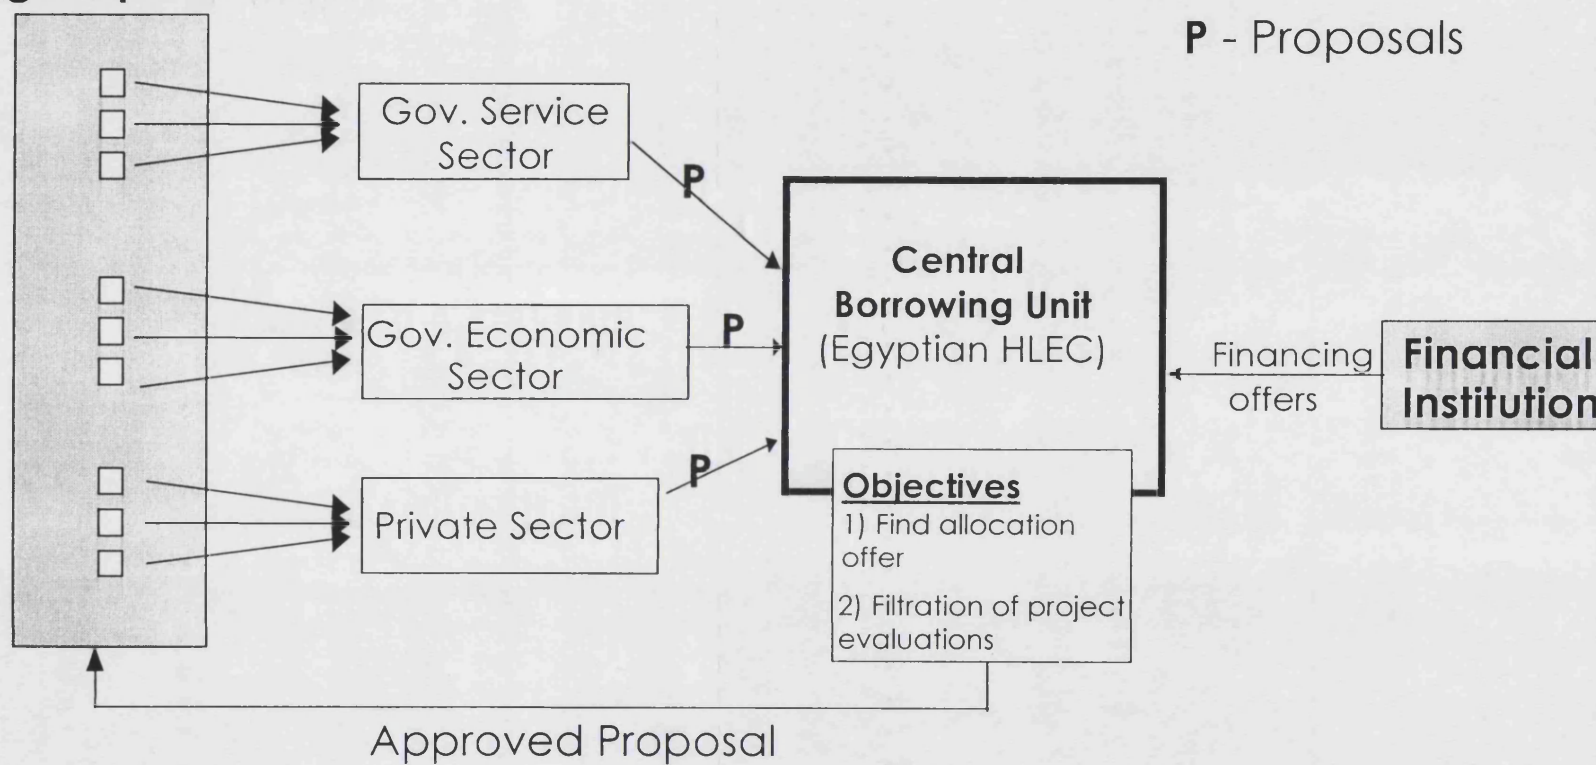 P - Proposals
Gov. Service
Sector
P
Gov. Economic
Sector
P
Private Sector
P
Central
Borrowing Unit
(Egyptian HLEC)
Objectives
1) Find allocation
offer
2) Filtration of project
evaluations
Financing
offers
Financial
Institution
Approved Proposal